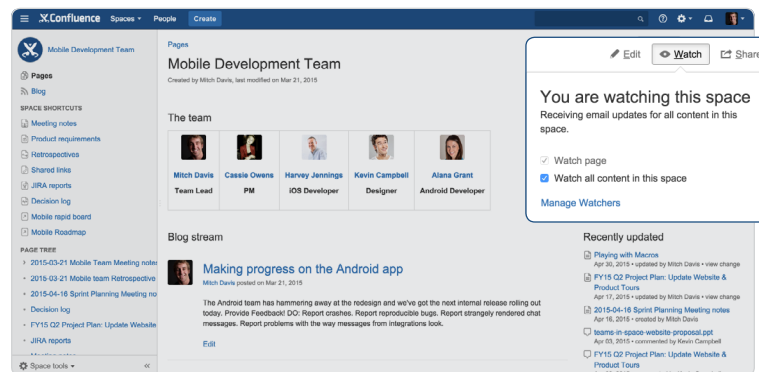 Confluence Spaces People Create
Mobile Development Team
Pages
Blog
SPACE SHORTCUTS
Meeting notes
Product requirements
Retrospectives
Shared links
JIRA reports
Decision log
Mobile rapid board
Mobile Roadmap
PAGE TREE
2015-03-21 Mobile Team Meeting notes
2015-03-21 Mobile team Retrospective
2015-04-16 Sprint Planning Meeting no
Decision log
FY15 Q2 Project Plan: Update Website
JIRA reports
Space tools
Pages
Mobile Development Team
Created by Mitch Davis, last modified on Mar 21, 2015
The team
Mitch Davis Cassie Owens Harvey Jennings Kevin Campbell Alana Grant
Team Lead PM iOS Developer Designer Android Developer
Blog stream
Making progress on the Android app
Mitch Davis posted on Mar 21, 2015
The Android team has hammering away at the redesign and we've got the next internal release rolling out
today. Provide Feedback! DO: Report crashes. Report reproducible bugs. Report strangely rendered chat
messages. Report problems with the way messages from integrations look.
Edit
Edit Watch Share
You are watching this space
Receiving email updates for all content in this
space.
Watch page
Watch all content in this space
Manage Watchers
Recently updated
Playing with Macros
Apr 30, 2015 • updated by Mitch Davis • view change
FY15 Q2 Project Plan: Update Website &
Product Tours
Apr 17, 2015 • updated by Mitch Davis • view change
2015-04-16 Sprint Planning Meeting notes
Apr 16, 2015 • created by Mitch Davis
teams-in-space-website-proposal.ppt
Apr 03, 2015 • commented by Kevin Campbell
FY15 Q2 Project Plan: Update Website &
Product Tours